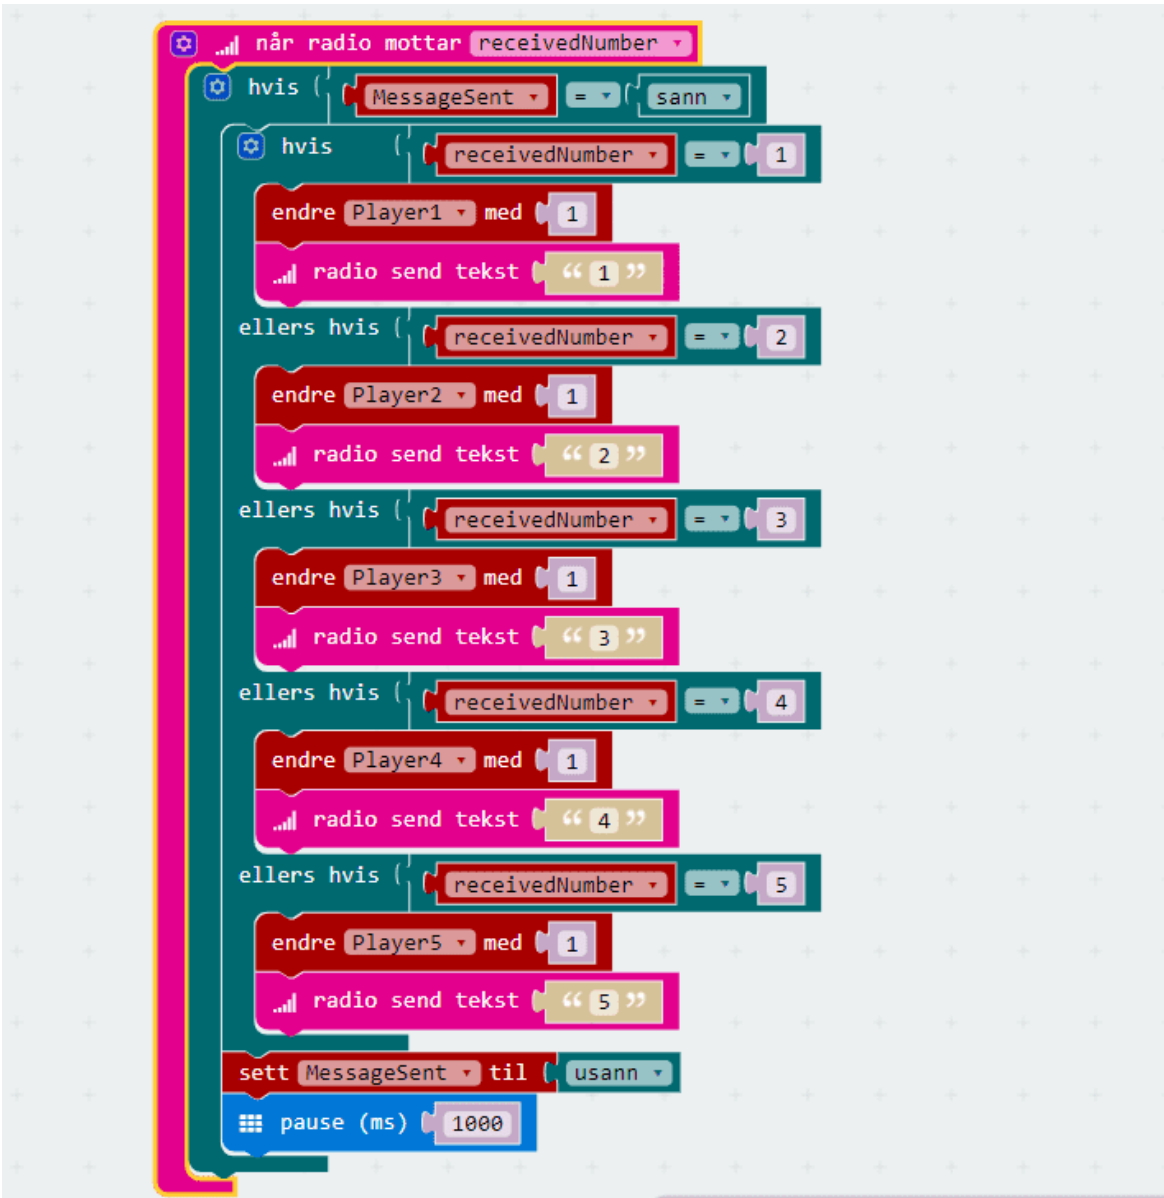 når radio mottar receivedNumber
hvis MessageSent = sann
hvis receivedNumber = 1
endre Player1 med 1
radio send tekst “ 1 ”
ellers hvis receivedNumber = 2
endre Player2 med 1
radio send tekst “ 2 ”
ellers hvis receivedNumber = 3
endre Player3 med 1
radio send tekst “ 3 ”
ellers hvis receivedNumber = 4
endre Player4 med 1
radio send tekst “ 4 ”
ellers hvis receivedNumber = 5
endre Player5 med 1
radio send tekst “ 5 ”
sett MessageSent til usann
pause (ms) 1000